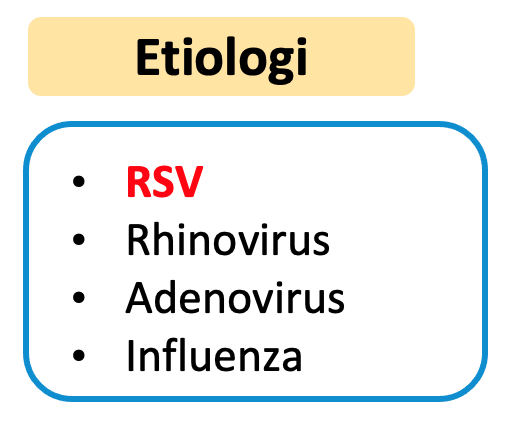 Etiologi
• RSV
• Rhinovirus
• Adenovirus
• Influenza